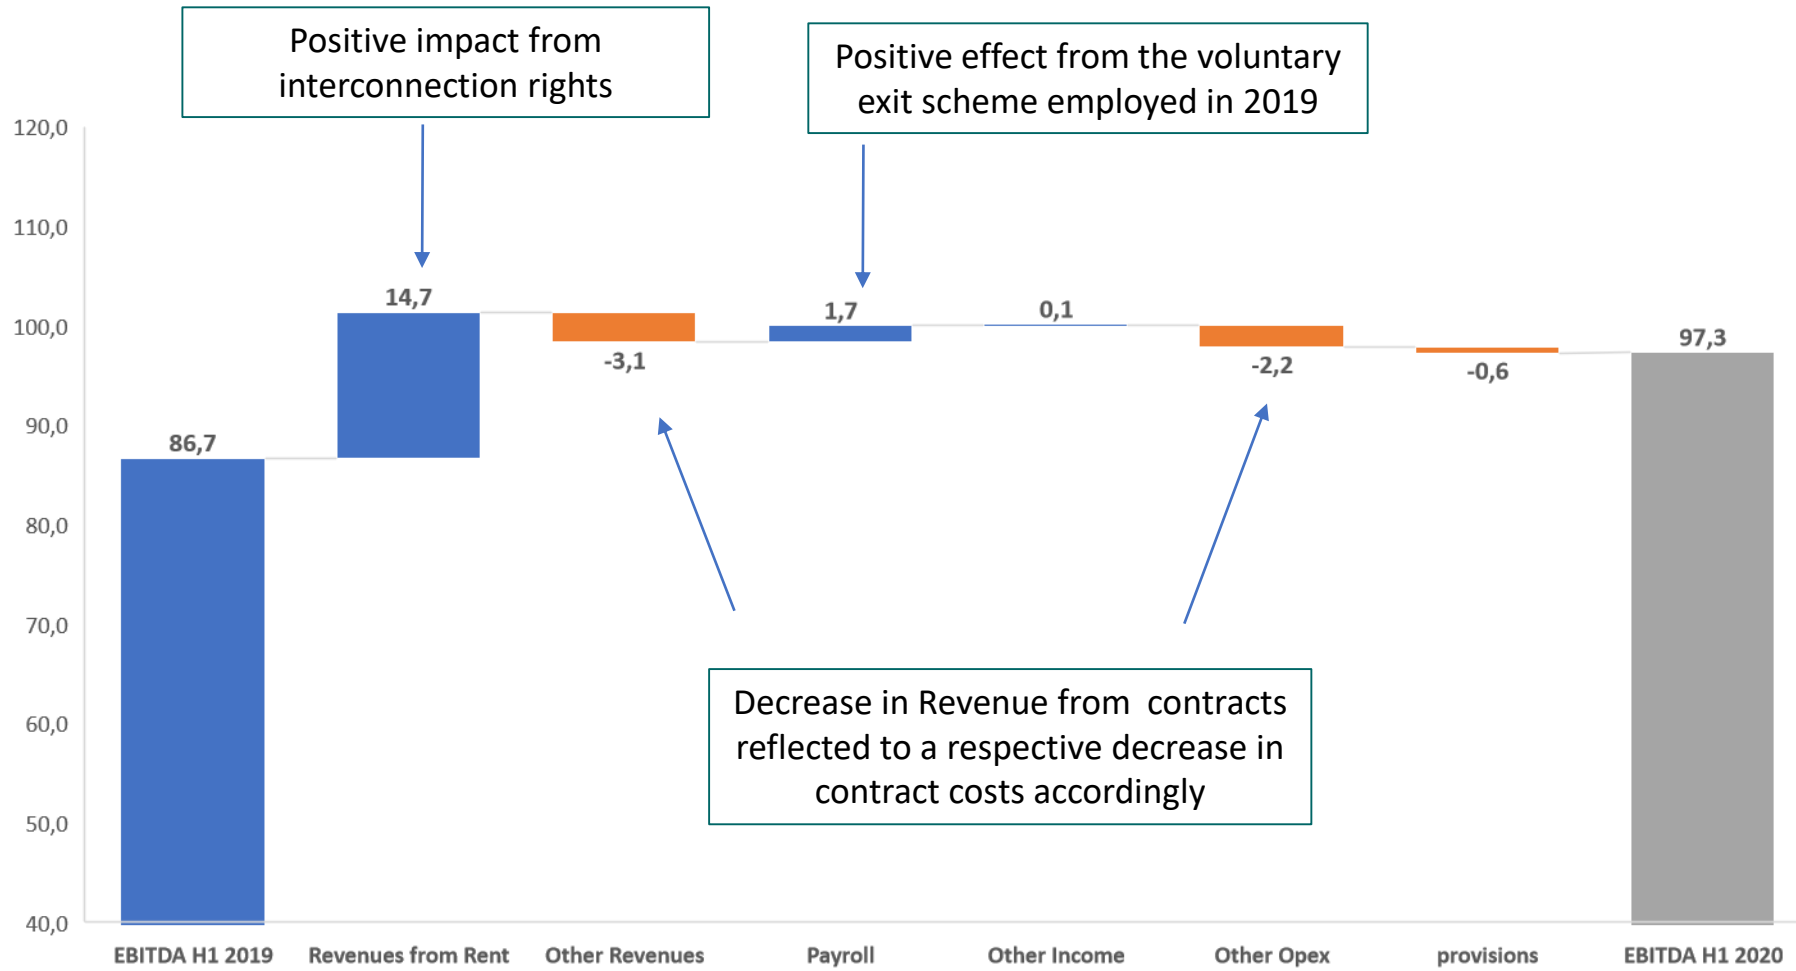 Positive impact from
interconnection rights
Positive effect from the voluntary
exit scheme employed in 2019
120,0
110,0
100,0
90,0
80,0
70,0
60,0
50,0
40,0
86,7
14,7
-3,1
1,7
0,1
-2,2
-0,6
97,3
Decrease in Revenue from contracts
reflected to a respective decrease in
contract costs accordingly
EBITDA H1 2019
Revenues from Rent
Other Revenues
Payroll
Other Income
Other Opex
provisions
EBITDA H1 2020